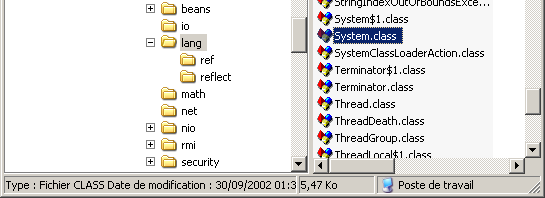 beans
io
lang
ref
reflect
math
net
nio
rmi
security
StringIndexOutOfBoundsExce...
System$1.class
System.class
SystemClassLoaderAction.class
Terminator$1.class
Terminator.class
Thread.class
ThreadDeath.class
ThreadGroup.class
ThreadLocal$1.class
Type : Fichier CLASS Date de modification : 30/09/2002 01:3 5,47 Ko Poste de travail